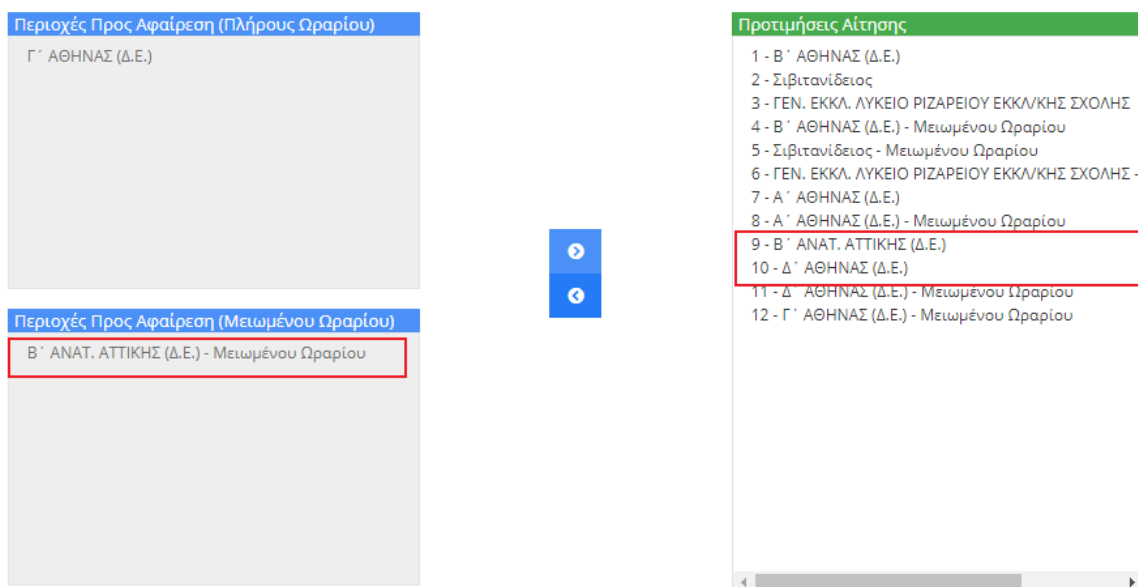 Περιοχές Προς Αφαίρεση (Πλήρους Ωραρίου)
Γ΄ ΑΘΗΝΑΣ (Δ.Ε.)
Περιοχές Προς Αφαίρεση (Μειωμένου Ωραρίου)
Β΄ ΑΝΑΤ. ΑΤΤΙΚΗΣ (Δ.Ε.) - Μειωμένου Ωραρίου
Προτιμήσεις Αίτησης
1 - Β΄ ΑΘΗΝΑΣ (Δ.Ε.)
2 - Σιβιτανίδειος
3 - ΓΕΝ. ΕΚΚΛ. ΛΥΚΕΙΟ ΡΙΖΑΡΕΙΟΥ ΕΚΚΛ/ΚΗΣ ΣΧΟΛΗΣ
4 - Β΄ ΑΘΗΝΑΣ (Δ.Ε.) - Μειωμένου Ωραρίου
5 - Σιβιτανίδειος - Μειωμένου Ωραρίου
6 - ΓΕΝ. ΕΚΚΛ. ΛΥΚΕΙΟ ΡΙΖΑΡΕΙΟΥ ΕΚΚΛ/ΚΗΣ ΣΧΟΛΗΣ -
7 - Α΄ ΑΘΗΝΑΣ (Δ.Ε.)
8 - Α΄ ΑΘΗΝΑΣ (Δ.Ε.) - Μειωμένου Ωραρίου
9 - Β΄ ΑΝΑΤ. ΑΤΤΙΚΗΣ (Δ.Ε.)
10 - Δ΄ ΑΘΗΝΑΣ (Δ.Ε.)
11 - Δ΄ ΑΘΗΝΑΣ (Δ.Ε.) - Μειωμένου Ωραρίου
12 - Γ΄ ΑΘΗΝΑΣ (Δ.Ε.) - Μειωμένου Ωραρίου